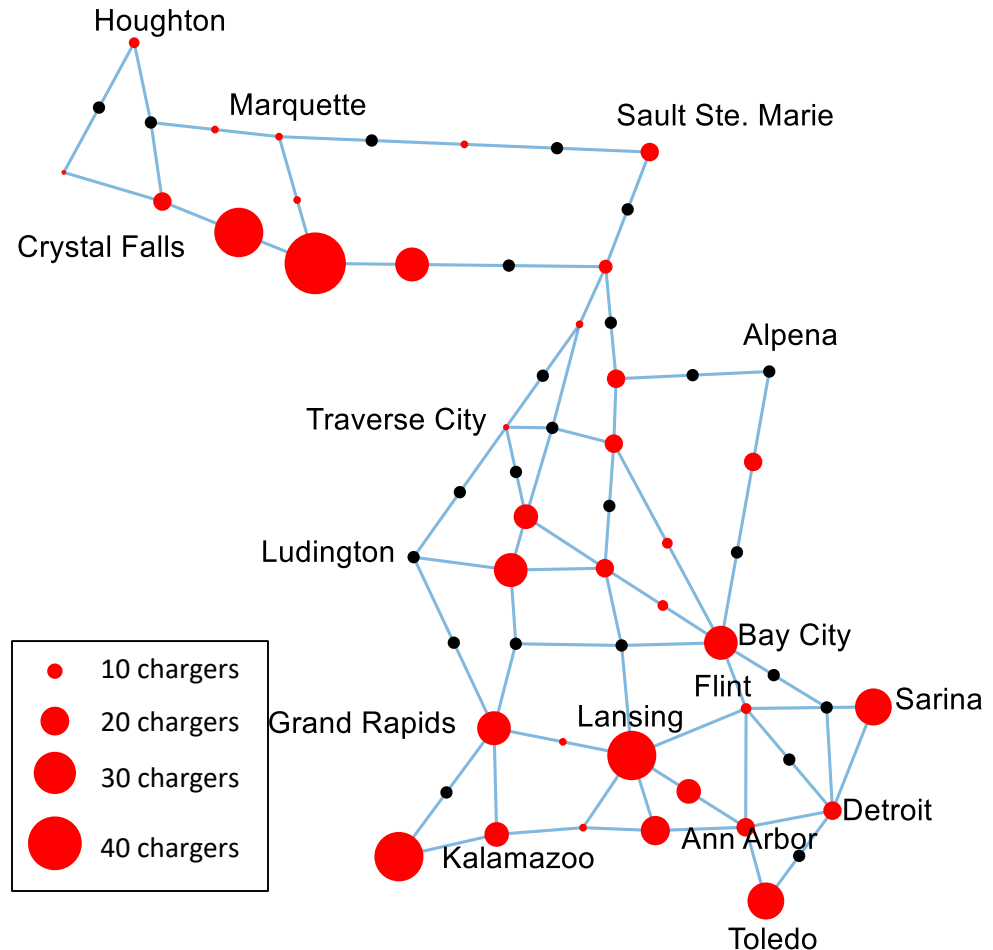 Houghton
Marquette
Sault Ste. Marie
Crystal Falls
Alpena
Traverse City
Ludington
Bay City
10 chargers
Flint
Sarina
Grand Rapids
Lansing
20 chargers
30 chargers
Detroit
40 chargers
Ann Arbor
Kalamazoo
Toledo